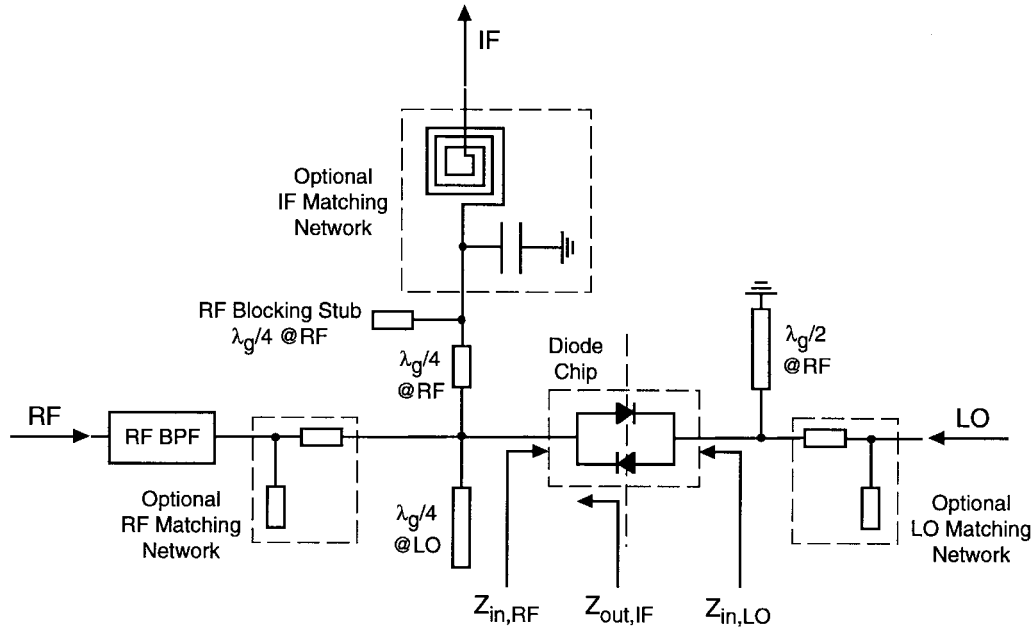 IF
Optional
IF Matching
Network
RF Blocking Stub
λg/4 @RF
λg/4
@RF
Diode
Chip
λg/2
@RF
RF
RF BPF
LO
Optional
RF Matching
Network
λg/4
@LO
Optional
LO Matching
Network
Zin,RF
Zout,IF
Zin,LO